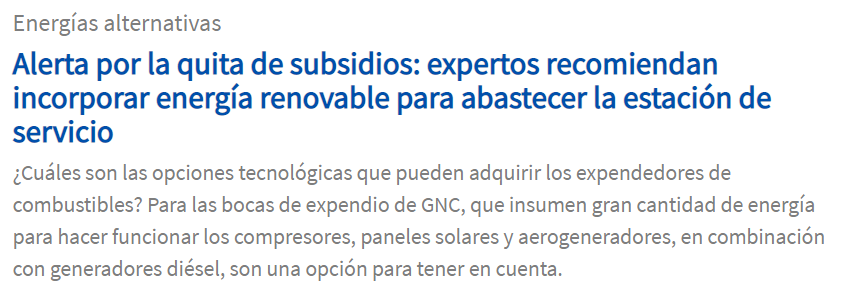 Energías alternativas
Alerta por la quita de subsidios: expertos recomiendan
incorporar energía renovable para abastecer la estación de
servicio
¿Cuáles son las opciones tecnológicas que pueden adquirir los expendedores de
combustibles? Para las bocas de expendio de GNC, que insumen gran cantidad de energía
para hacer funcionar los compresores, paneles solares y aerogeneradores, en combinación
con generadores diésel, son una opción para tener en cuenta.